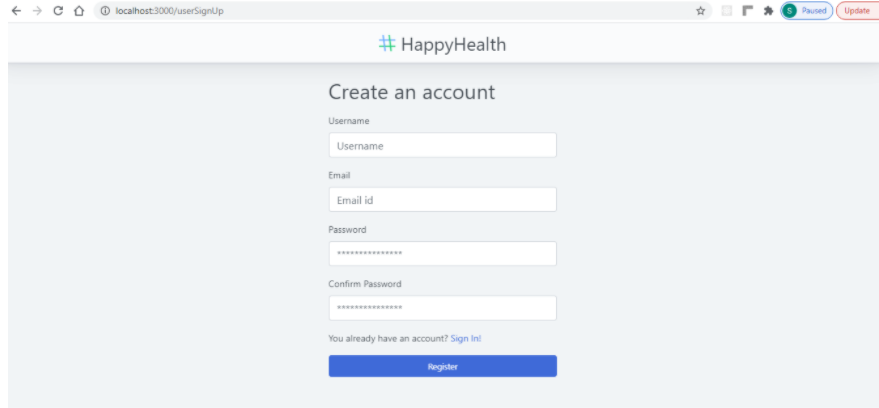 localhost:3000/userSignUp
S Paused Update
HappyHealth
Create an account
Username
Username
Email
Email id
Password
***************
Confirm Password
***************
You already have an account? Sign In!
Register